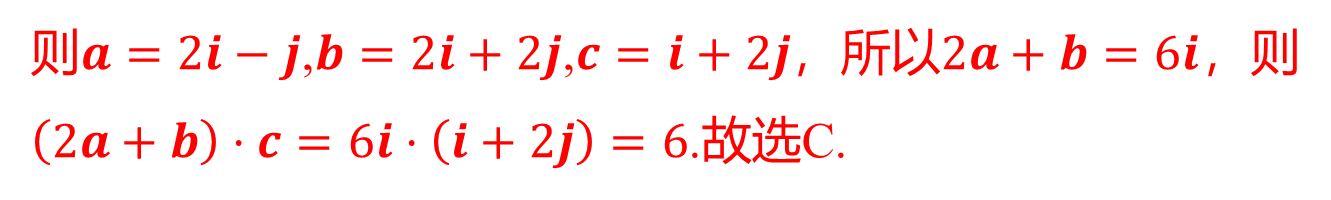 则a = 2i − j,b = 2i + 2j,c = i + 2j，所以2a + b = 6i，则
(2a + b) · c = 6i · (i + 2j) = 6.故选C.